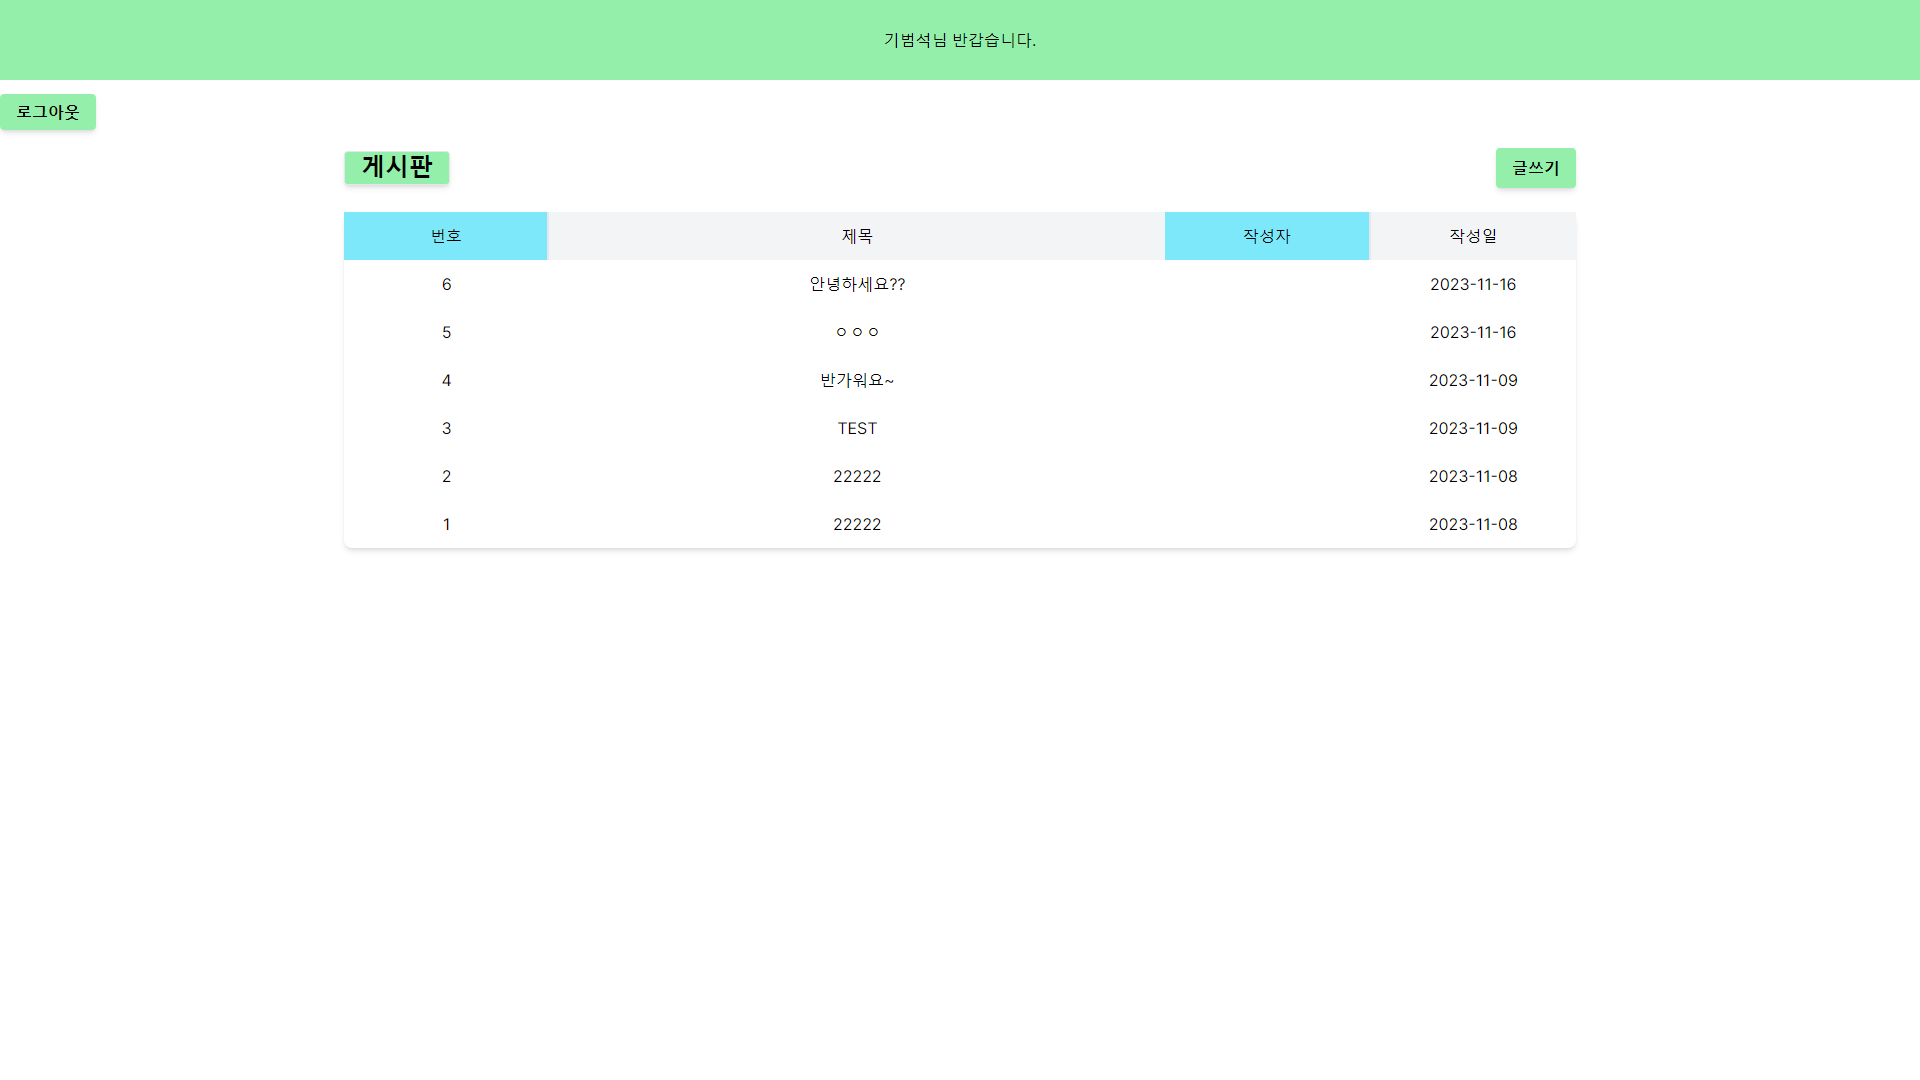 기범석님 반갑습니다.
로그아웃
게시판 글쓰기
번호 제목 작성자 작성일
6 안녕하세요?? 2023-11-16
5 ㅇㅇㅇ 2023-11-16
4 반가워요~ 2023-11-09
3 TEST 2023-11-09
2 22222 2023-11-08
1 22222 2023-11-08